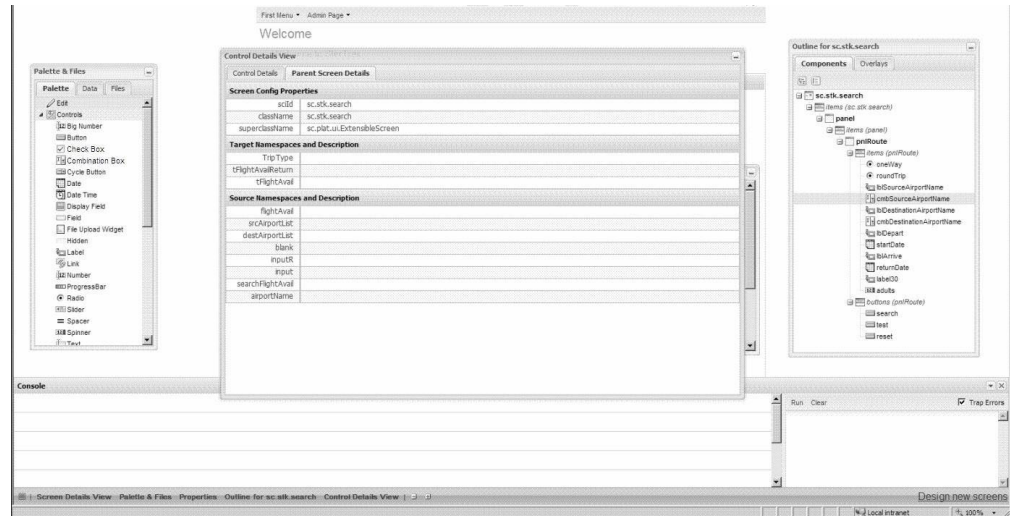 First Menu Admin Page
Welcome
Control Details View
Control Details Parent Screen Details
Screen Config Properties
sciId sc.stk.search
className sc.stk.search
superclassName sc.plat.ui.ExtensibleScreen
Target Namespaces and Description
TripType
tFlightAvailReturn
tFlightAvail
Source Namespaces and Description
flightAvail
srcAirportList
destAirportList
blank
inputR
input
searchFlightAvail
airportName
Palette & Files
Palette Data Files
Edit
Controls
Big Number
Button
Check Box
Combination Box
Cycle Button
Date
Date Time
Display Field
Field
File Upload Widget
Hidden
Label
Link
Number
ProgressBar
Radio
Slider
Spacer
Spinner
Text
Outline for sc.stk.search
Components Overlays
sc.stk.search
items (sc.stk.search)
panel
items (panel)
pnlRoute
items (pnlRoute)
oneWay
roundTrip
lblSourceAirportName
cmbSourceAirportName
lblDestinationAirportName
cmbDestinationAirportName
lblDepart
startDate
lblArrive
returnDate
label30
adults
buttons (pnlRoute)
search
test
reset
Console
Run Clear Trap Errors
Screen Details View Palette & Files Properties Outline for sc.stk.search Control Details View
Design new screens
Local intranet 100%